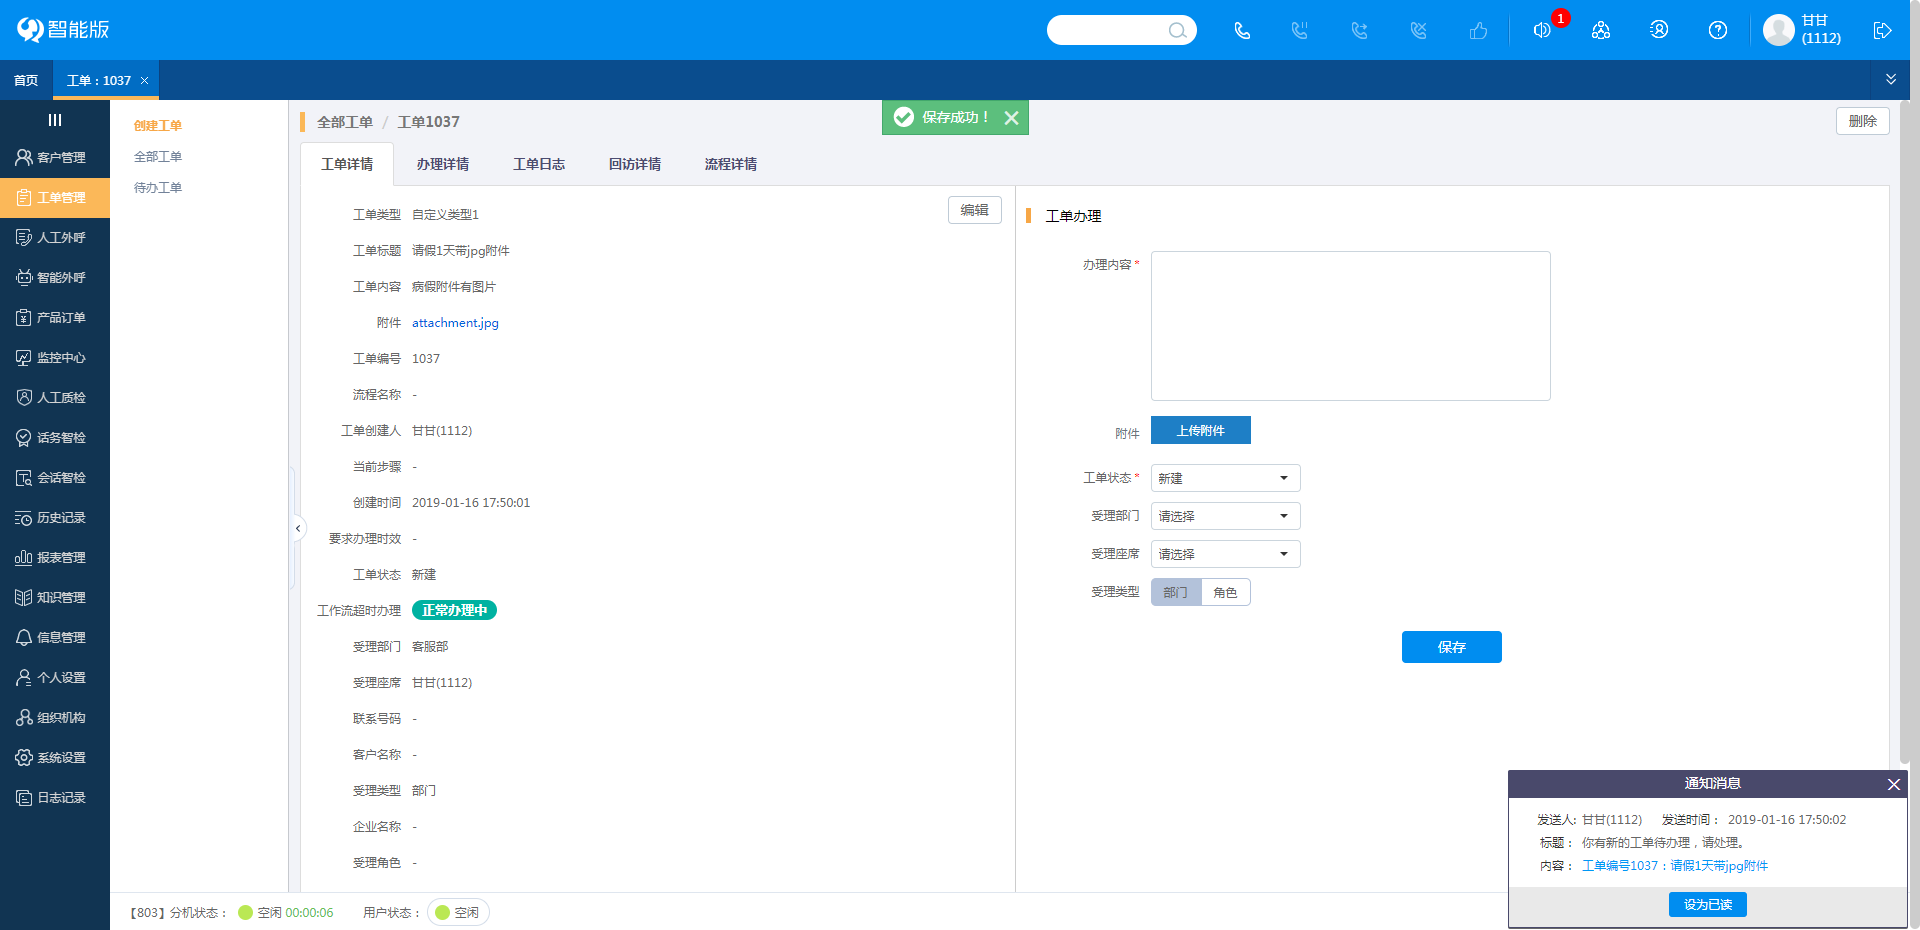 智能版
1
甘甘
(1112)
首页
工单：1037
客户管理
工单管理
人工外呼
智能外呼
产品订单
监控中心
人工质检
话务智检
会话智检
历史记录
报表管理
知识管理
信息管理
个人设置
组织机构
系统设置
日志记录
创建工单
全部工单
待办工单
全部工单 / 工单1037
保存成功！
删除
工单详情 办理详情 工单日志 回访详情 流程详情
编辑
工单类型 自定义类型1
工单标题 请假1天带jpg附件
工单内容 病假附件有图片
附件 attachment.jpg
工单编号 1037
流程名称 -
工单创建人 甘甘(1112)
当前步骤 -
创建时间 2019-01-16 17:50:01
要求办理时效 -
工单状态 新建
工作流超时办理 正常办理中
受理部门 客服部
受理座席 甘甘(1112)
联系号码 -
客户名称 -
受理类型 部门
企业名称 -
受理角色 -
工单办理
办理内容*
附件 上传附件
工单状态* 新建
受理部门 请选择
受理座席 请选择
受理类型 部门 角色
保存
通知消息
发送人: 甘甘(1112) 发送时间： 2019-01-16 17:50:02
标题： 你有新的工单待办理，请处理。
内容： 工单编号1037：请假1天带jpg附件
设为已读
【803】分机状态： 空闲 00:00:06 用户状态： 空闲